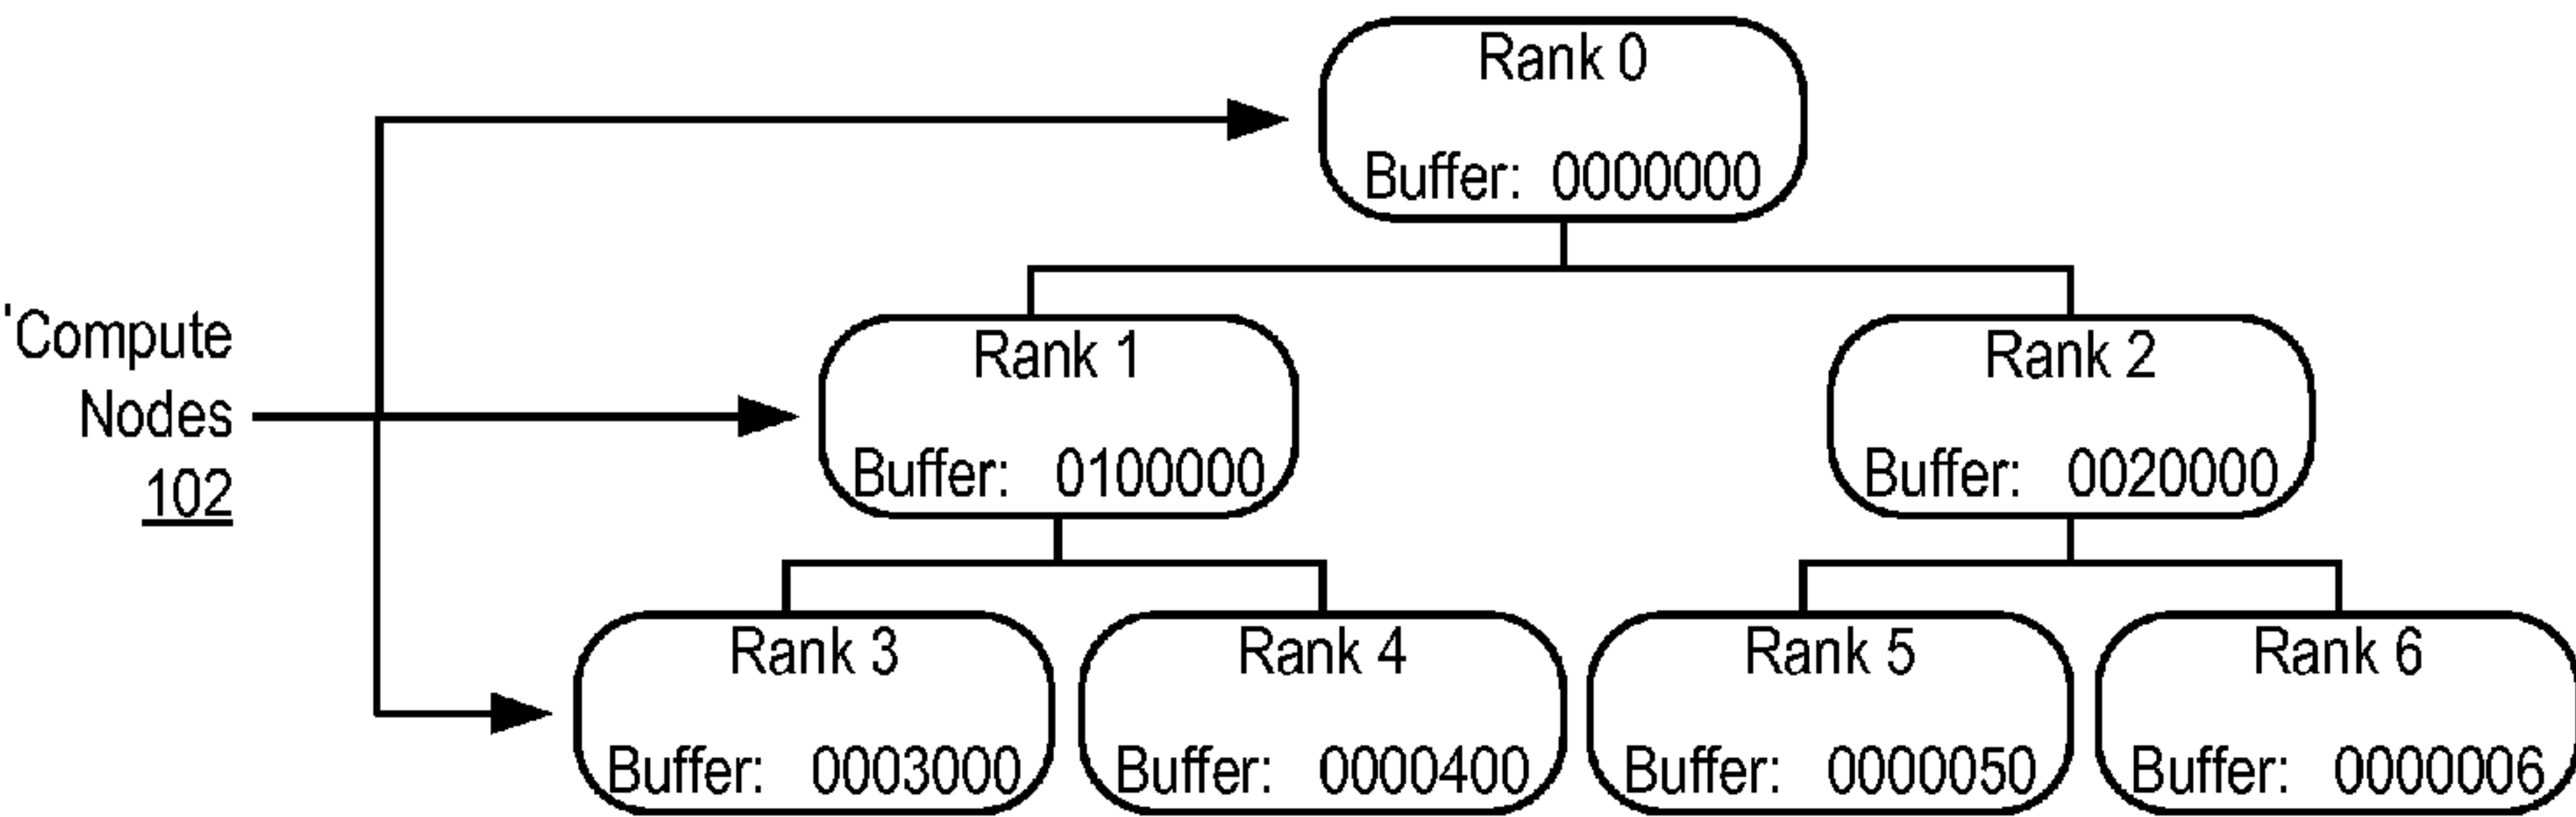 Rank 0
Buffer: 0000000
'Compute
Nodes
102
Rank 1
Buffer: 0100000
Rank 2
Buffer: 0020000
Rank 3
Buffer: 0003000
Rank 4
Buffer: 0000400
Rank 5
Buffer: 0000050
Rank 6
Buffer: 0000006